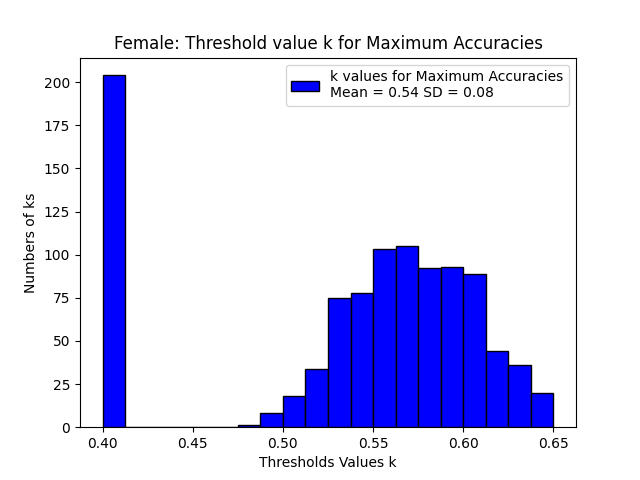 Female: Threshold value k for Maximum Accuracies
k values for Maximum Accuracies
Mean = 0.54 SD = 0.08
Numbers of ks
200
175
150
125
100
75
50
25
0
0.40 0.45 0.50 0.55 0.60 0.65
Thresholds Values k